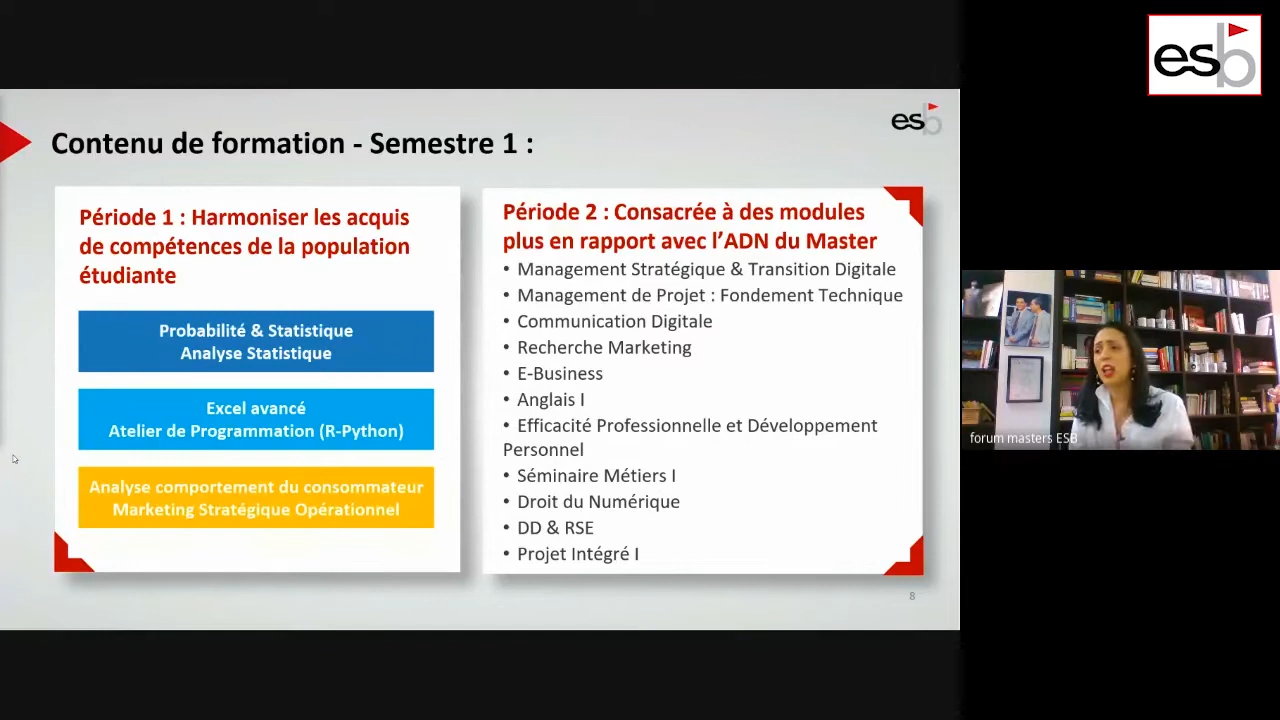 esb
esb
Contenu de formation - Semestre 1 :
Période 1 : Harmoniser les acquis
de compétences de la population
étudiante
Probabilité & Statistique
Analyse Statistique
Excel avancé
Atelier de Programmation (R-Python)
Analyse comportement du consommateur
Marketing Stratégique Opérationnel
Période 2 : Consacrée à des modules
plus en rapport avec l’ADN du Master
• Management Stratégique & Transition Digitale
• Management de Projet : Fondement Technique
• Communication Digitale
• Recherche Marketing
• E-Business
• Anglais I
• Efficacité Professionnelle et Développement
Personnel
• Séminaire Métiers I
• Droit du Numérique
• DD & RSE
• Projet Intégré I
8
forum masters ESB